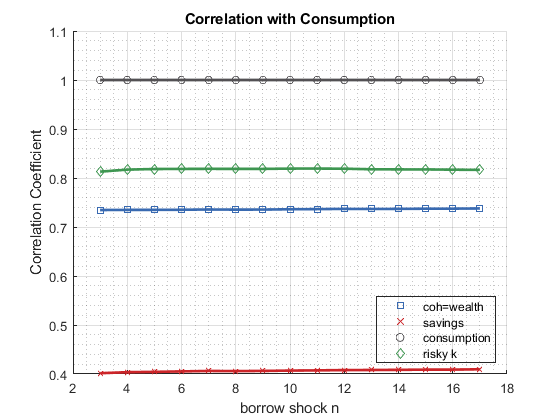 Correlation with Consumption
1.1
1
0.9
0.8
0.7
0.6
0.5
0.4
Correlation Coefficient
coh=wealth
savings
consumption
risky k
2 4 6 8 10 12 14 16 18
borrow shock n